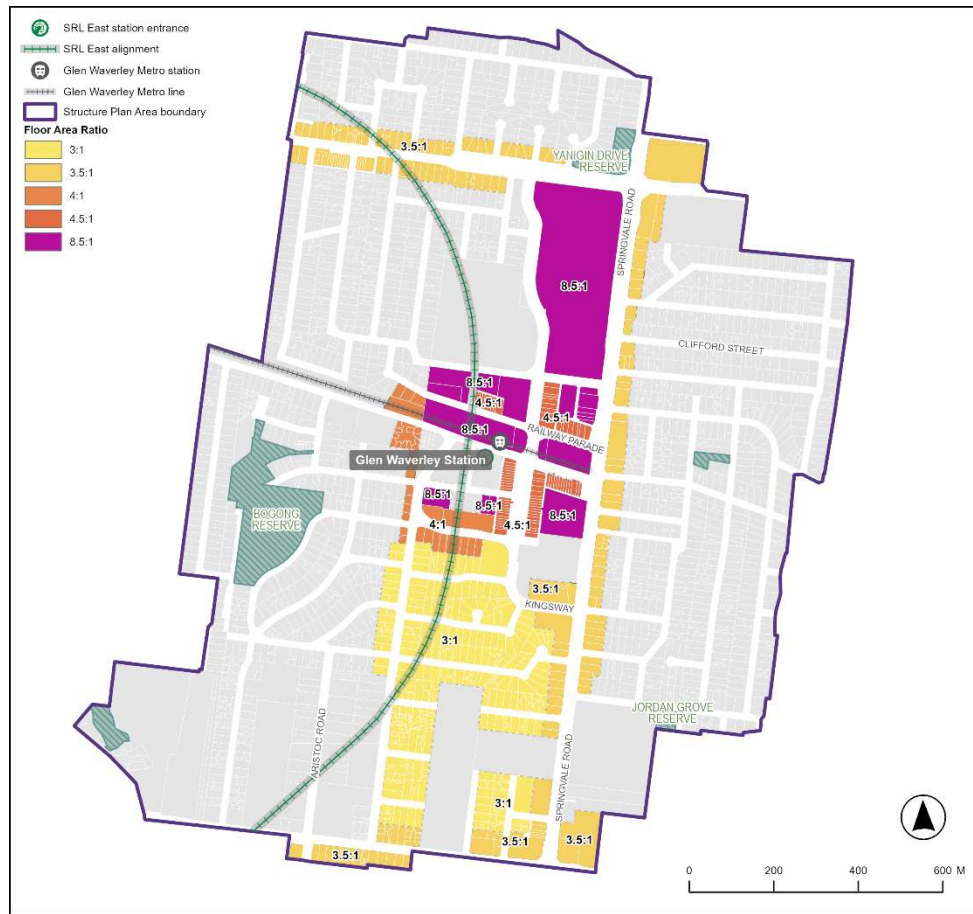 SRL East station entrance
SRL East alignment
Glen Waverley Metro station
Glen Waverley Metro line
Structure Plan Area boundary
Floor Area Ratio
3:1
3.5:1
4:1
4.5:1
8.5:1
3.5:1
YANIGIN DRIVE
RESERVE
SPRINGVALE ROAD
8.5:1
CLIFFORD STREET
8.5:1
4.5:1
4.5:1
8.5:1
RAILWAY PARADE
Glen Waverley Station
8.5:1
8.5:1
8.5:1
BOGONG
RESERVE
4:1
4.5:1
3.5:1
KINGSWAY
3:1
JORDAN GROVE
RESERVE
ARISTOC ROAD
SPRINGVALE ROAD
3:1
3.5:1
3.5:1
3.5:1
0 200 400 600 M